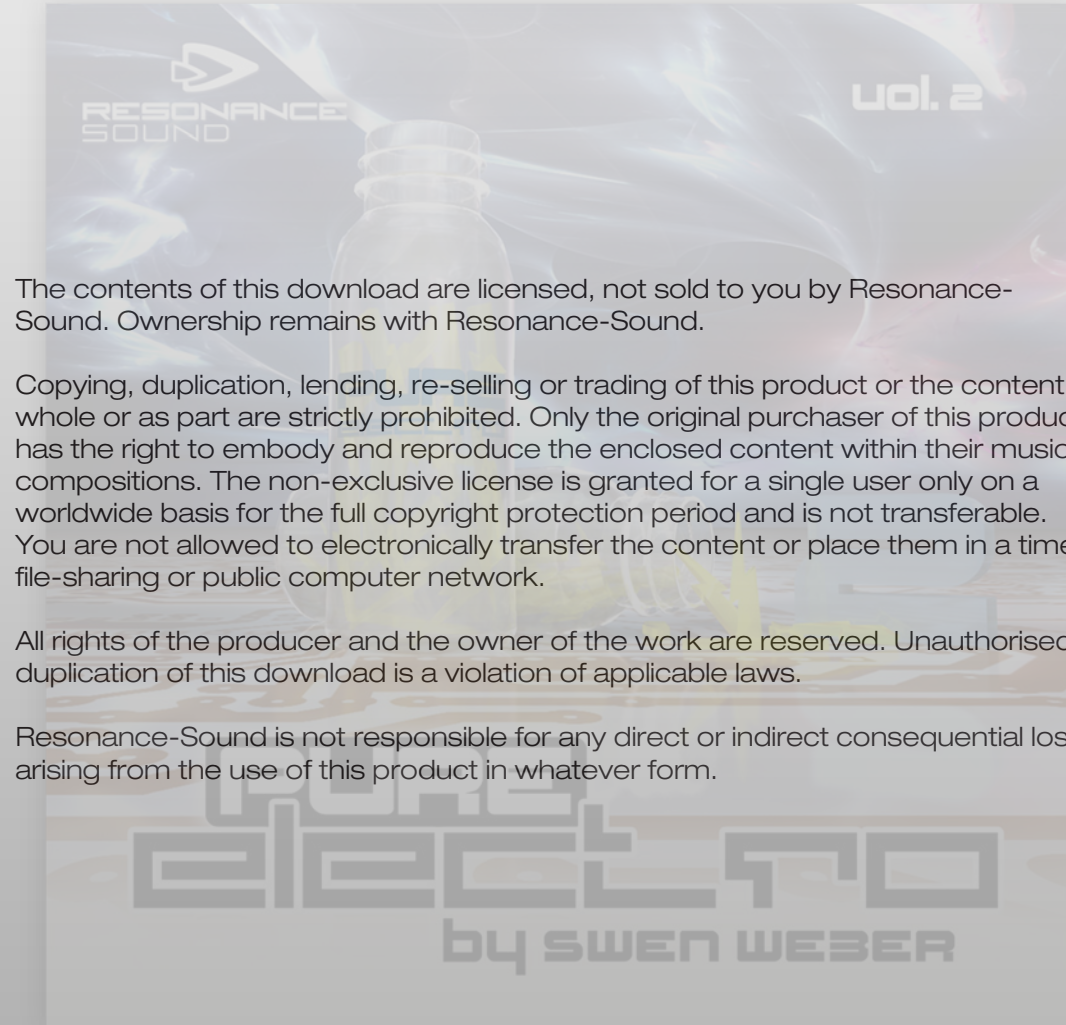 RESONANCE
SOUND
vol. 2
The contents of this download are licensed, not sold to you by Resonance-
Sound. Ownership remains with Resonance-Sound.
Copying, duplication, lending, re-selling or trading of this product or the content
whole or as part are strictly prohibited. Only the original purchaser of this produc
has the right to embody and reproduce the enclosed content within their music
compositions. The non-exclusive license is granted for a single user only on a
worldwide basis for the full copyright protection period and is not transferable.
You are not allowed to electronically transfer the content or place them in a time
file-sharing or public computer network.
All rights of the producer and the owner of the work are reserved. Unauthorised
duplication of this download is a violation of applicable laws.
Resonance-Sound is not responsible for any direct or indirect consequential los
arising from the use of this product in whatever form.
PURE
electro
by SWEN WEBER